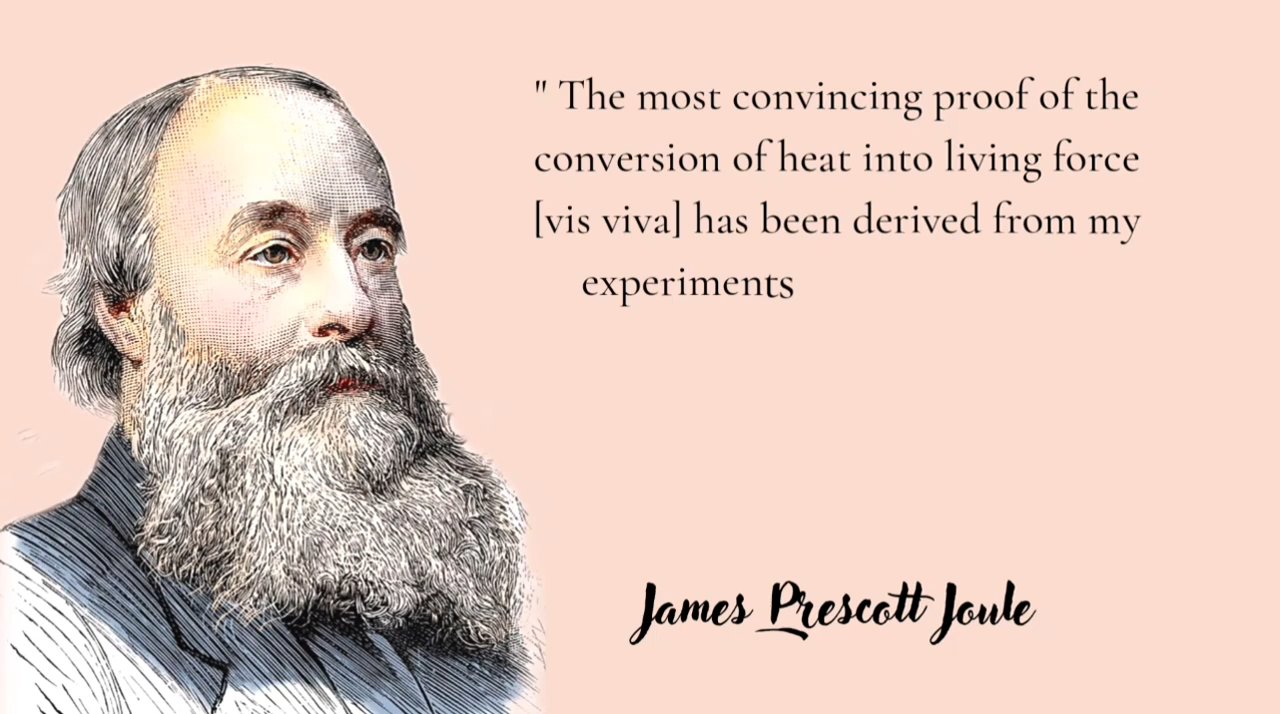 " The most convincing proof of the
conversion of heat into living force
[vis viva] has been derived from my
experiments
James Prescott Joule